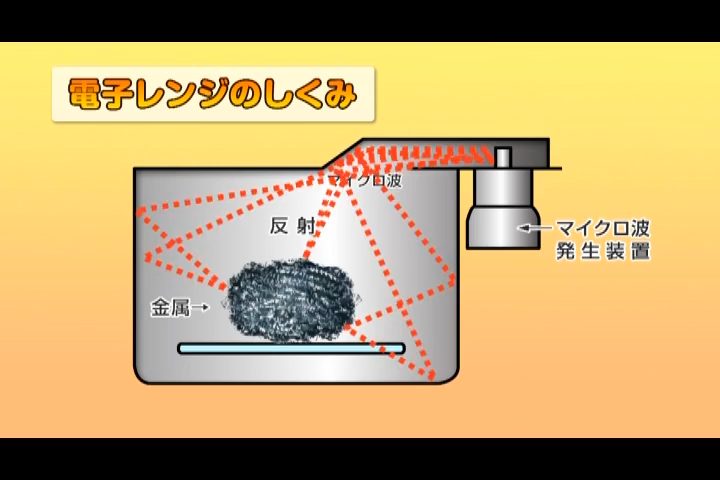 電子レンジのしくみ
マイクロ波
反射
マイクロ波
発生装置
金属→